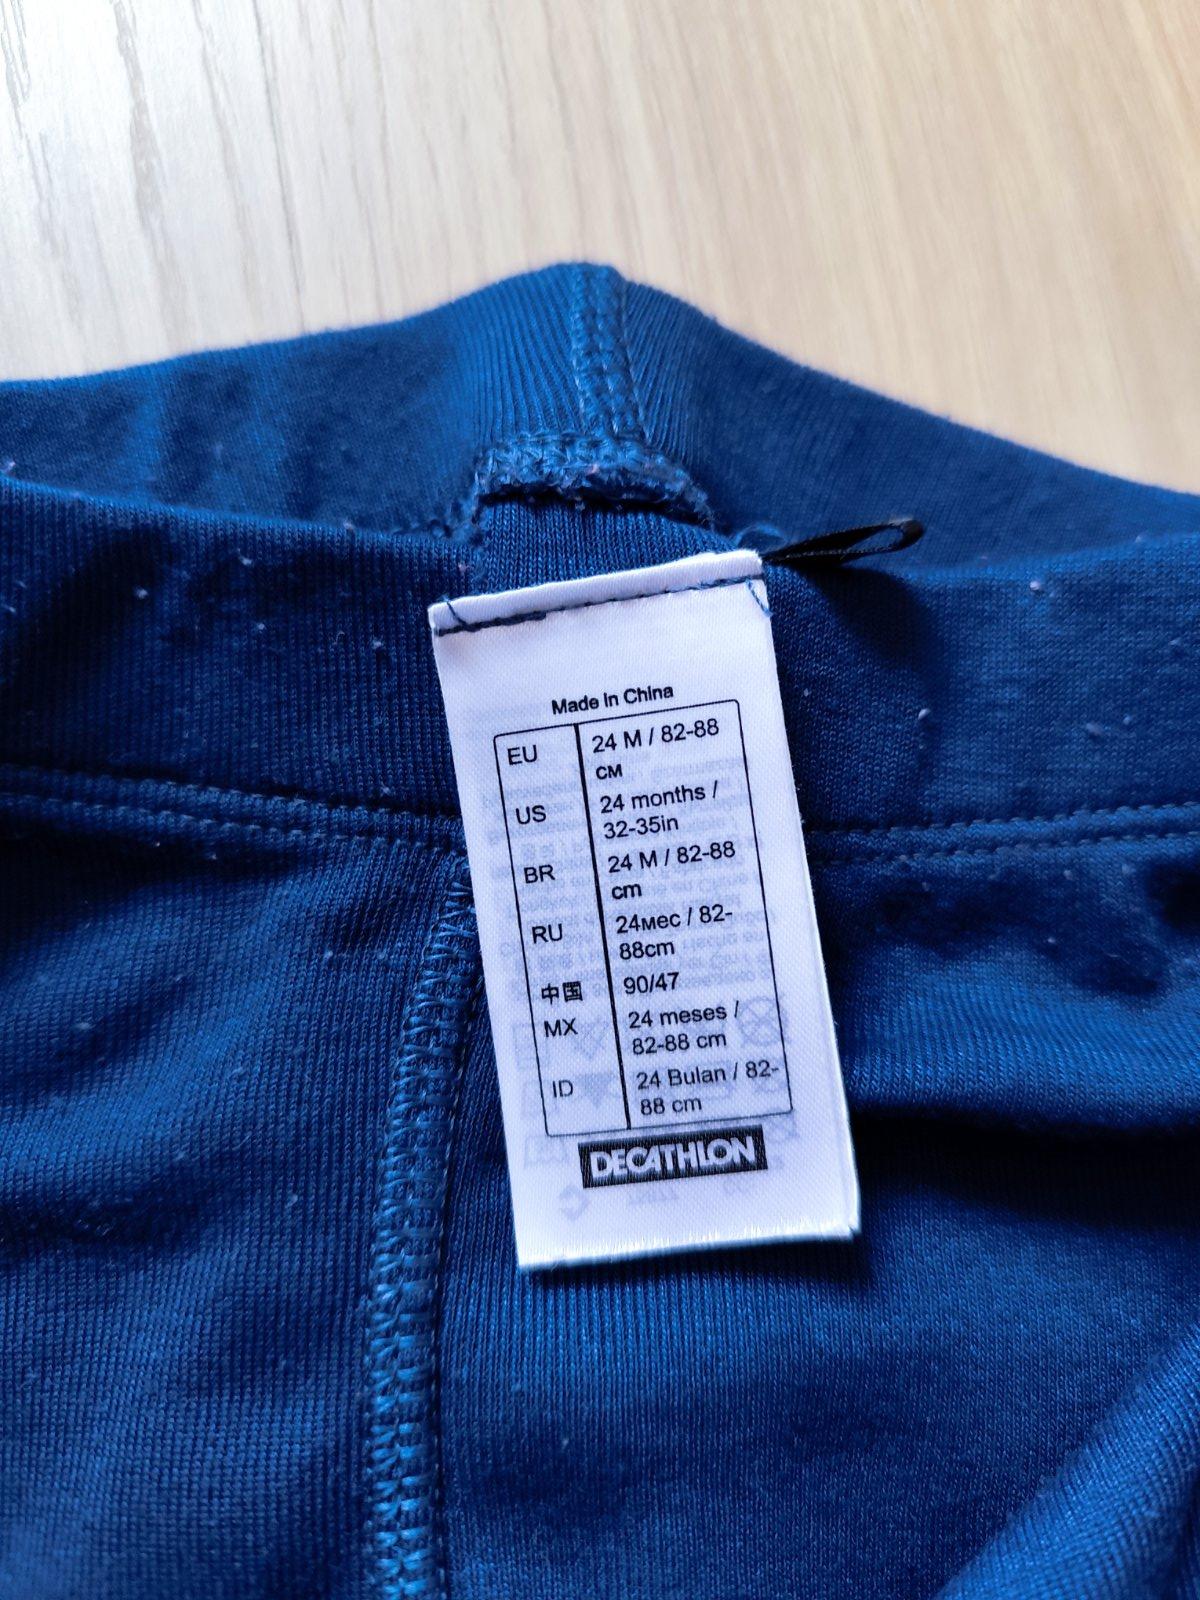 Made in China
EU 24 M / 82-88
см
US 24 months /
32-35in
BR 24 M / 82-88
cm
RU 24мес / 82-
88cm
中国 90/47
MX 24 meses /
82-88 cm
ID 24 Bulan / 82-
88 cm
DECATHLON